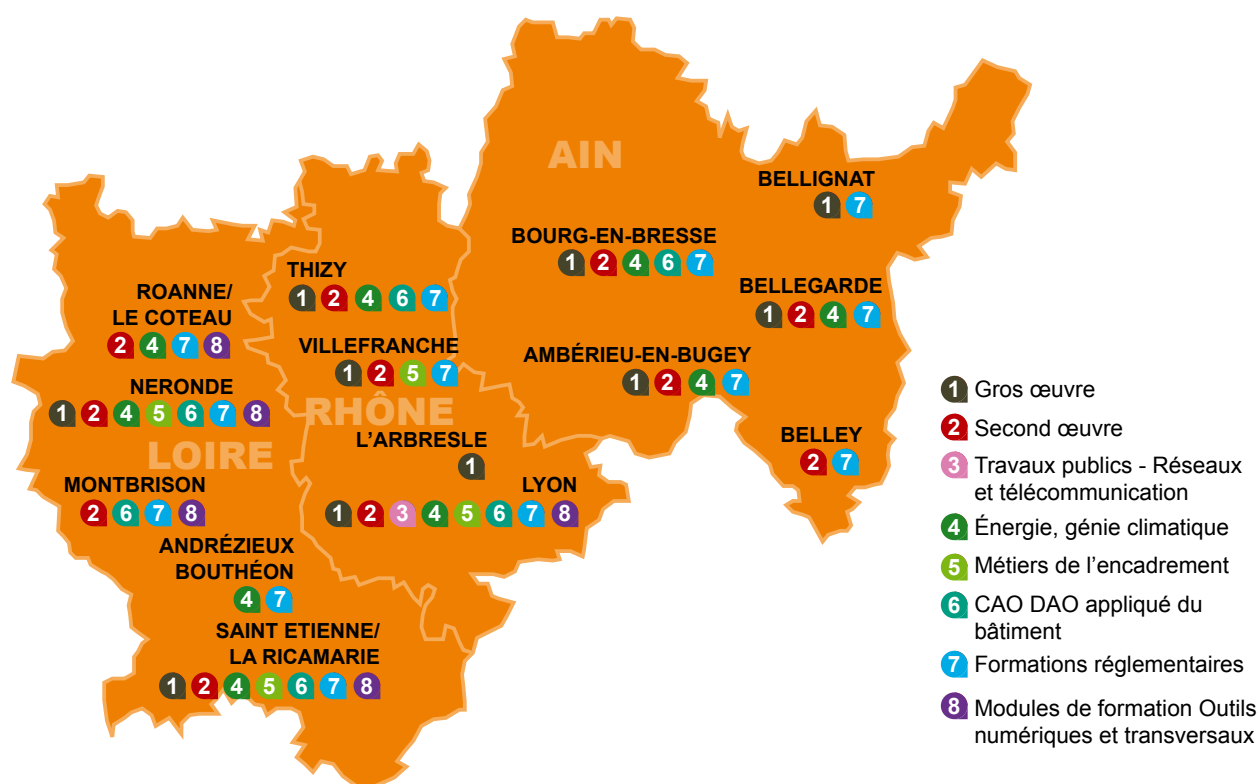 AIN
BELLIGNAT
1 7
BOURG-EN-BRESSE
1 2 4 6 7
THIZY
1 2 4 6 7
BELLEGARDE
1 2 4 7
ROANNE/
LE COTEAU
2 4 7 8
VILLEFRANCHE
1 2 5 7
AMBÉRIEU-EN-BUGEY
1 2 4 7
NERONDE
1 2 4 5 6 7 8
RHÔNE
L'ARBRESLE
1
BELLEY
2 7
LOIRE
MONTBRISON
2 6 7 8
LYON
1 2 3 4 5 6 7 8
ANDRÉZIEUX
BOUTHÉON
4 7
SAINT ETIENNE/
LA RICAMARIE
1 2 4 5 6 7 8
1 Gros œuvre
2 Second œuvre
3 Travaux publics - Réseaux
et télécommunication
4 Énergie, génie climatique
5 Métiers de l'encadrement
6 CAO DAO appliqué du
bâtiment
7 Formations réglementaires
8 Modules de formation Outils
numériques et transversaux